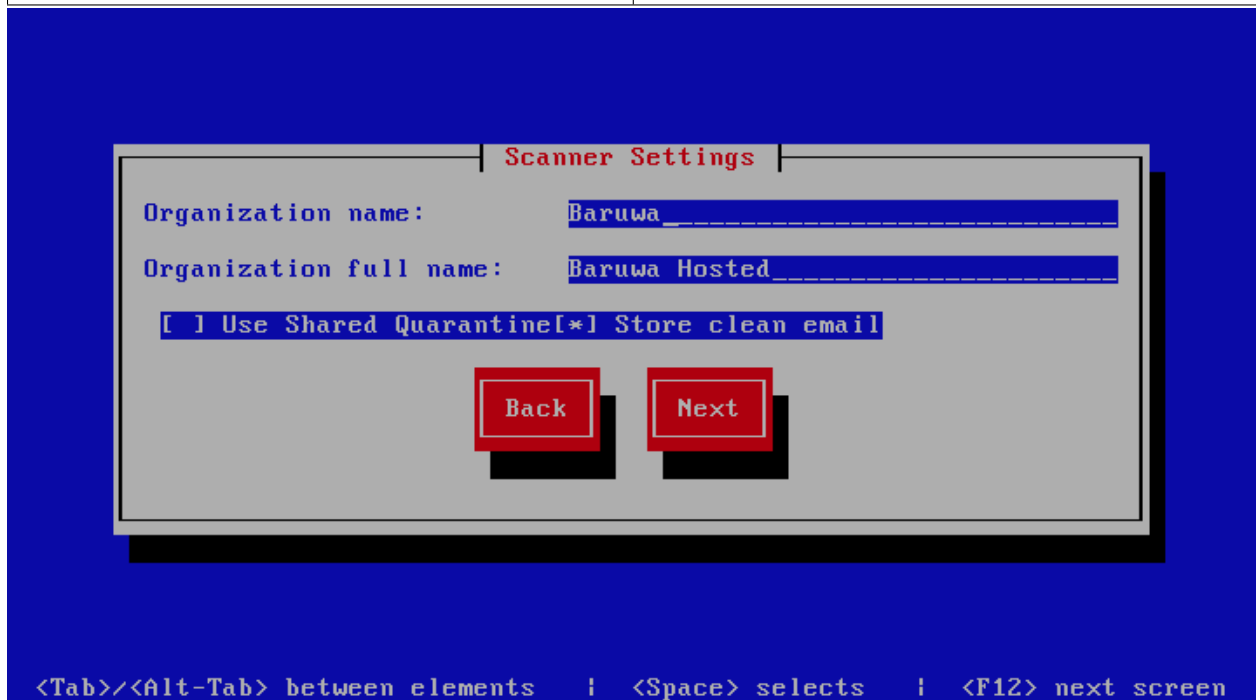 Scanner Settings
Organization name: Baruwa
Organization full name: Baruwa Hosted
[ ] Use Shared Quarantine[*] Store clean email
Back Next
<Tab>/<Alt-Tab> between elements | <Space> selects | <F12> next screen